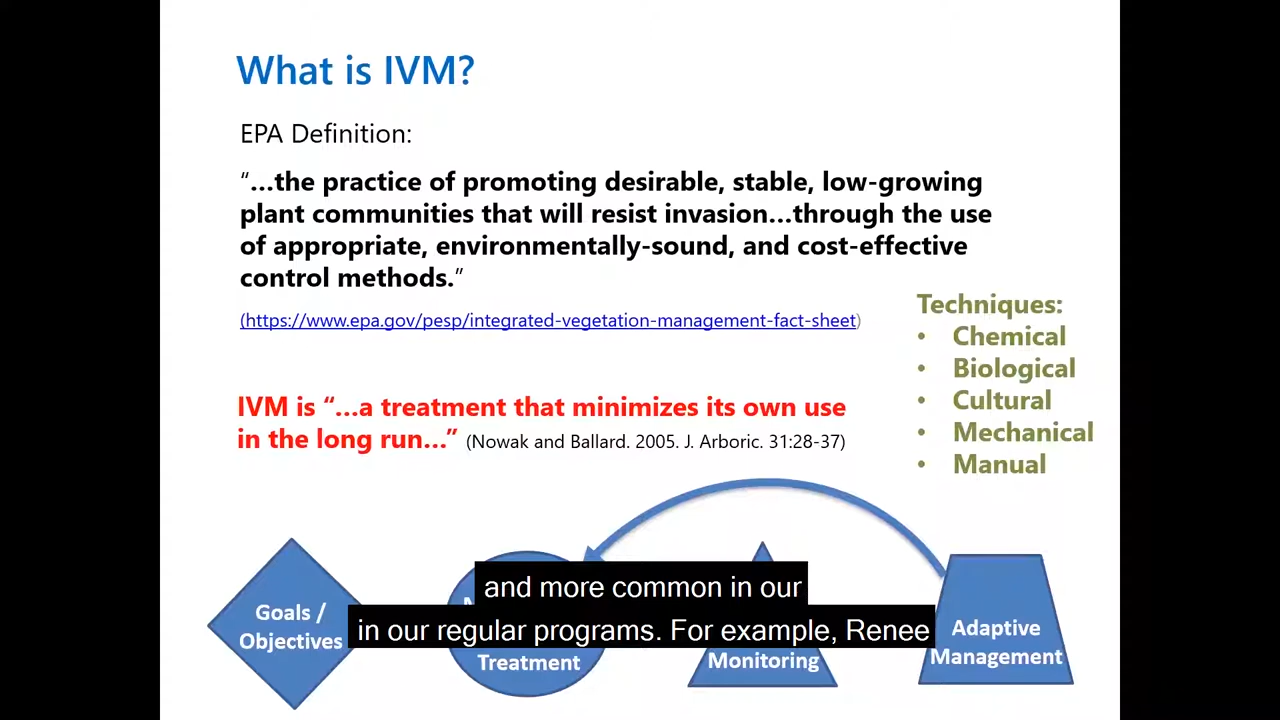 What is IVM?
EPA Definition:
“…the practice of promoting desirable, stable, low-growing
plant communities that will resist invasion…through the use
of appropriate, environmentally-sound, and cost-effective
control methods.”
(https://www.epa.gov/pesp/integrated-vegetation-management-fact-sheet)
Techniques:
• Chemical
• Biological
• Cultural
• Mechanical
• Manual
IVM is “…a treatment that minimizes its own use
in the long run…” (Nowak and Ballard. 2005. J. Arboric. 31:28-37)
Goals /
Objectives
Treatment
Monitoring
Adaptive
Management
and more common in our
in our regular programs. For example, Renee